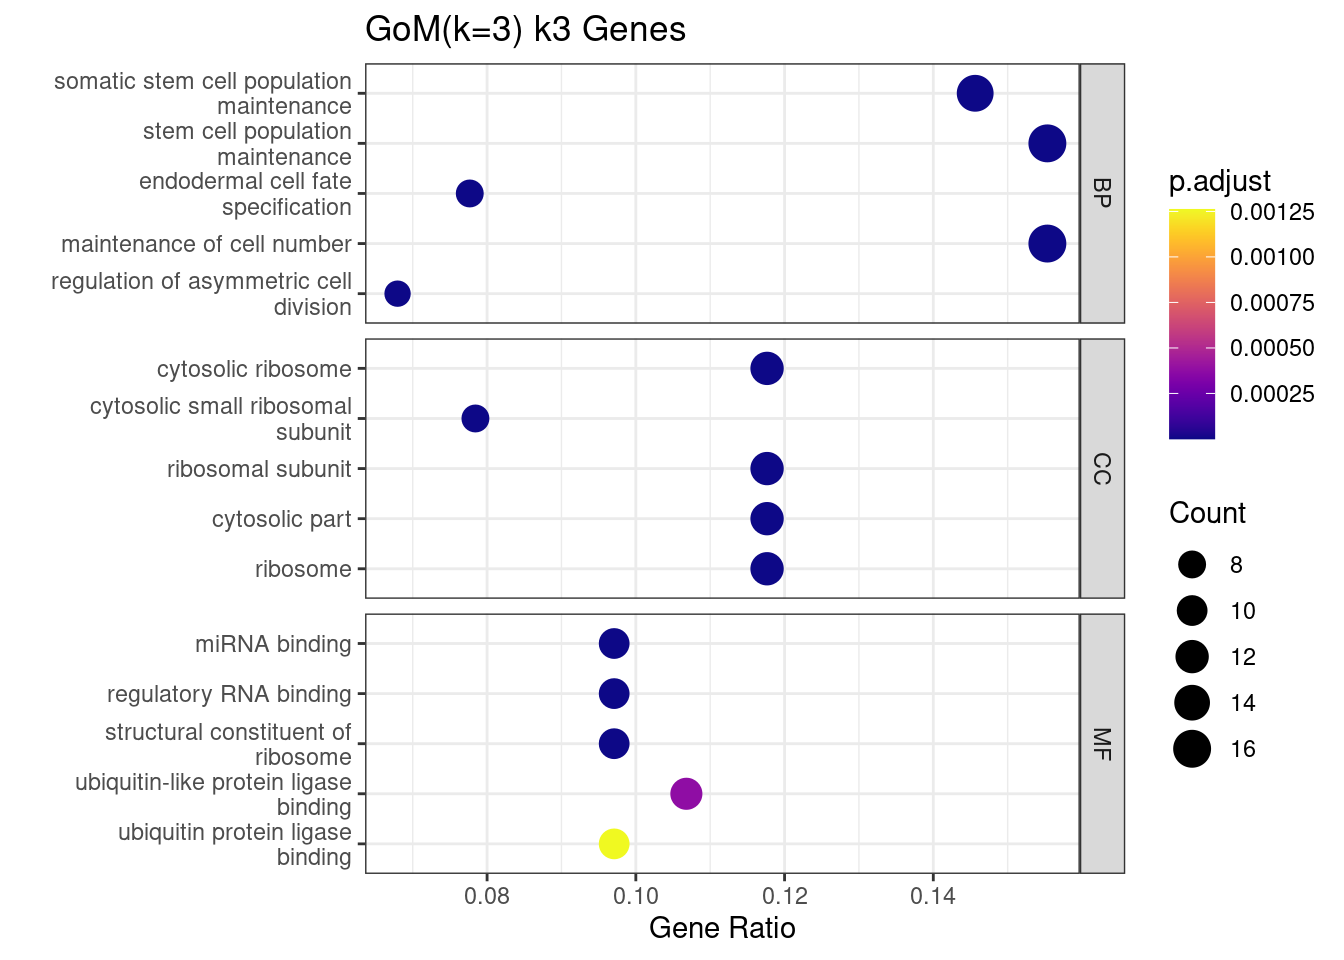 GoM(k=3) k3 Genes
somatic stem cell population
maintenance
stem cell population
maintenance
endodermal cell fate
specification
maintenance of cell number
regulation of asymmetric cell
division
BP
cytosolic ribosome
cytosolic small ribosomal
subunit
ribosomal subunit
cytosolic part
ribosome
CC
miRNA binding
regulatory RNA binding
structural constituent of
ribosome
ubiquitin-like protein ligase
binding
ubiquitin protein ligase
binding
MF
0.08 0.10 0.12 0.14
Gene Ratio
p.adjust
0.00125
0.00100
0.00075
0.00050
0.00025
Count
8
10
12
14
16